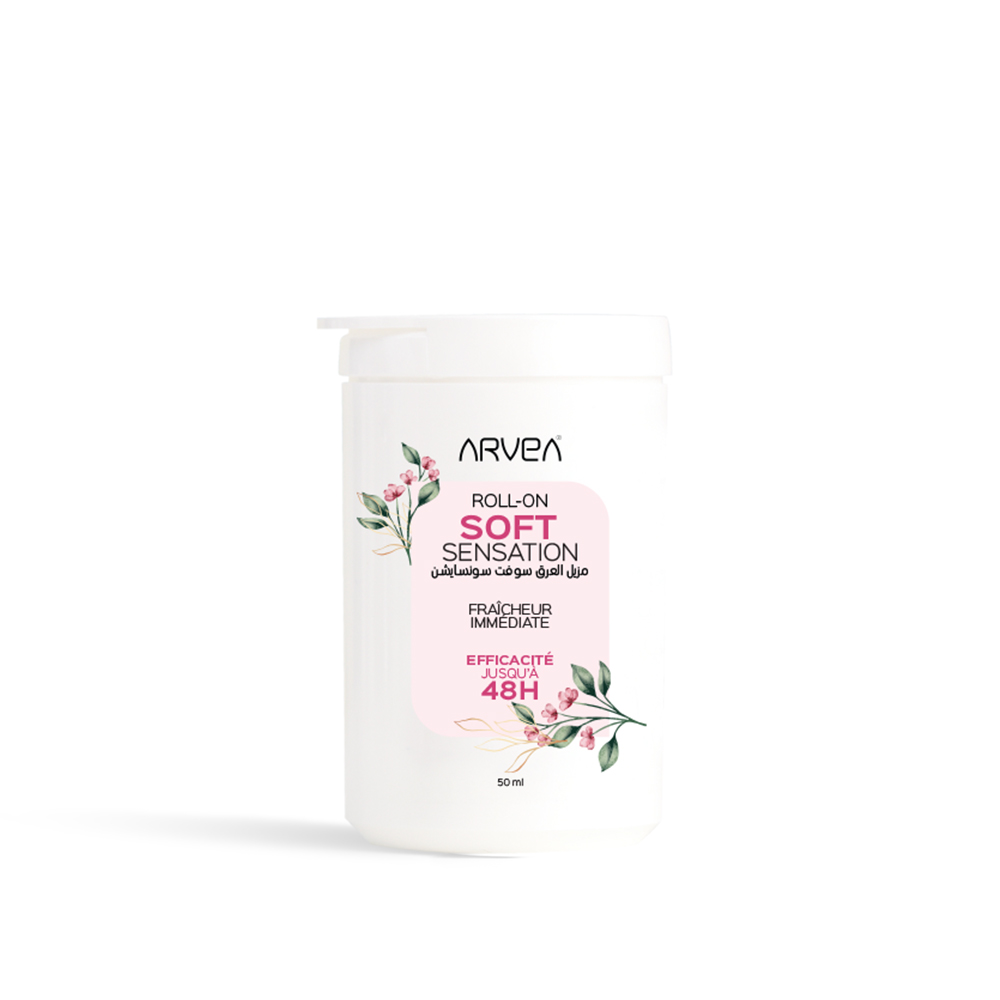 ARVEA®
ROLL-ON
SOFT
SENSATION
مزيل العرق سوفت سونسايشن
FRAÎCHEUR
IMMÉDIATE
EFFICACITÉ
JUSQU'À
48H
50 ml